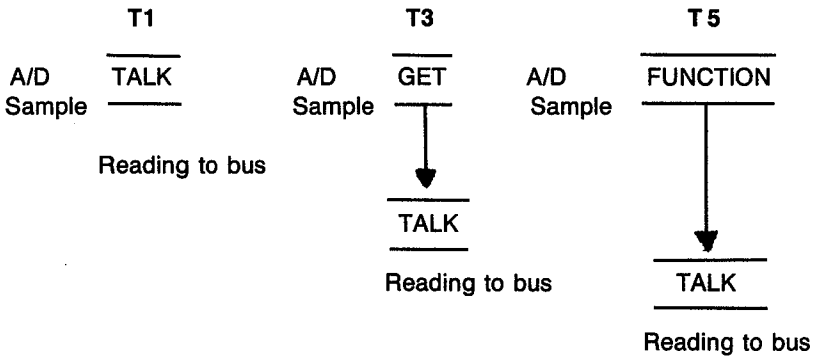 T1
A/D TALK
Sample
Reading to bus
T3
A/D GET
Sample
TALK
Reading to bus
T5
A/D FUNCTION
Sample
TALK
Reading to bus